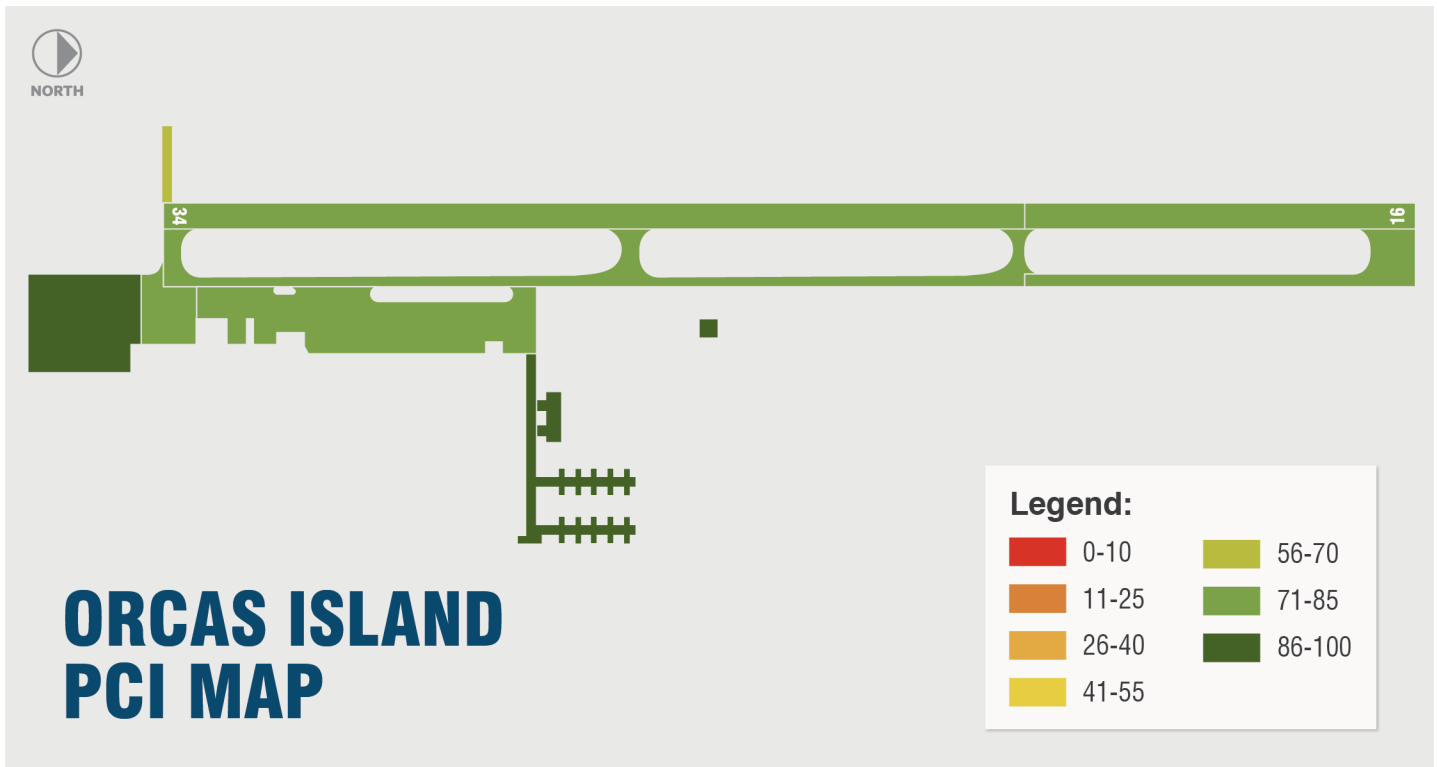 NORTH
34
16
Legend:
0-10
11-25
26-40
41-55
56-70
71-85
86-100
ORCAS ISLAND
PCI MAP